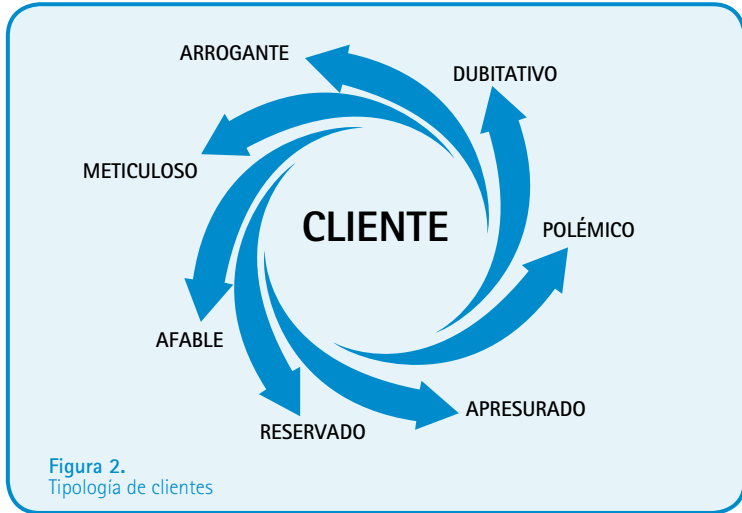 ARROGANTE
DUBITATIVO
METICULOSO
CLIENTE
POLÉMICO
AFABLE
APRESURADO
RESERVADO
Figura 2.
Tipología de clientes